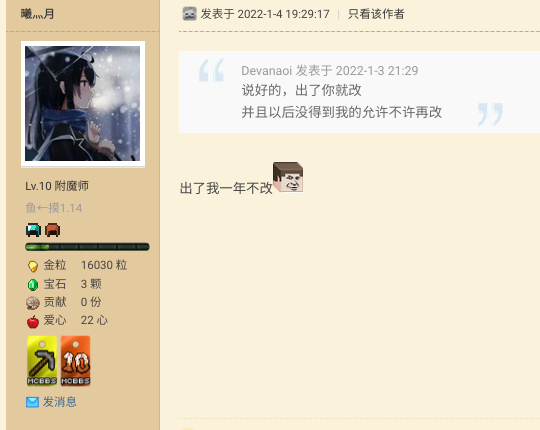 曦灬月
发表于 2022-1-4 19:29:17 | 只看该作者
Devanaoi 发表于 2022-1-3 21:29
说好的，出了你就改
并且以后没得到我的允许不许再改
出了我一年不改
Lv.10 附魔师
鱼←摸1.14
金粒 16030 粒
宝石 3 颗
贡献 0 份
爱心 22 心
MCBBS
10
MCBBS
发消息